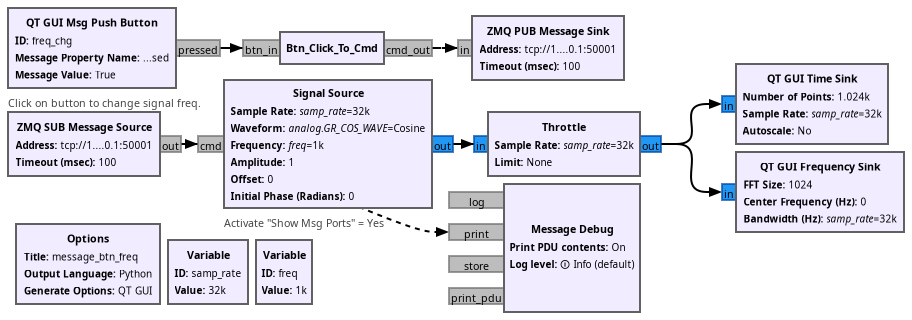 QT GUI Msg Push Button
ID: freq_chg
Message Property Name: ...sed
Message Value: True
pressed
btn_in
Btn_Click_To_Cmd
cmd_out
in
ZMQ PUB Message Sink
Address: tcp://1....0.1:50001
Timeout (msec): 100
Click on button to change signal freq.
ZMQ SUB Message Source
Address: tcp://1....0.1:50001
Timeout (msec): 100
out
cmd
Signal Source
Sample Rate: samp_rate=32k
Waveform: analog.GR_COS_WAVE=Cosine
Frequency: freq=1k
Amplitude: 1
Offset: 0
Initial Phase (Radians): 0
out
in
Throttle
Sample Rate: samp_rate=32k
Limit: None
out
in
QT GUI Time Sink
Number of Points: 1.024k
Sample Rate: samp_rate=32k
Autoscale: No
in
QT GUI Frequency Sink
FFT Size: 1024
Center Frequency (Hz): 0
Bandwidth (Hz): samp_rate=32k
Activate "Show Msg Ports" = Yes
log
print
store
print_pdu
Message Debug
Print PDU contents: On
Log level: ⓘ Info (default)
Options
Title: message_btn_freq
Output Language: Python
Generate Options: QT GUI
Variable
ID: samp_rate
Value: 32k
Variable
ID: freq
Value: 1k